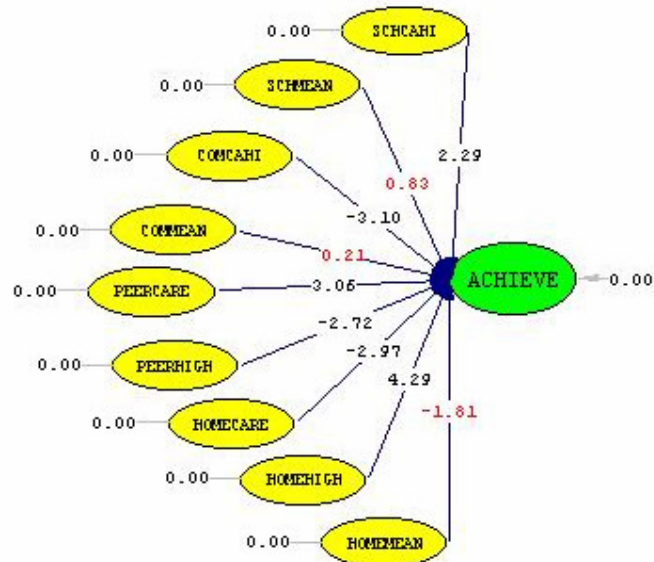 0.00 SCHCAHI
0.00 SCHMEAN
0.00 COMCAHI
2.29
0.83
-3.10
0.00 COMMEAN
0.21
0.00 PEERCARE
3.06
ACHIEVE
0.00
-2.72
0.00 PEERHIGH
-2.97
4.29
0.00 HOMECARE
-1.81
0.00 HOMEHIGH
0.00 HOMEMEAN